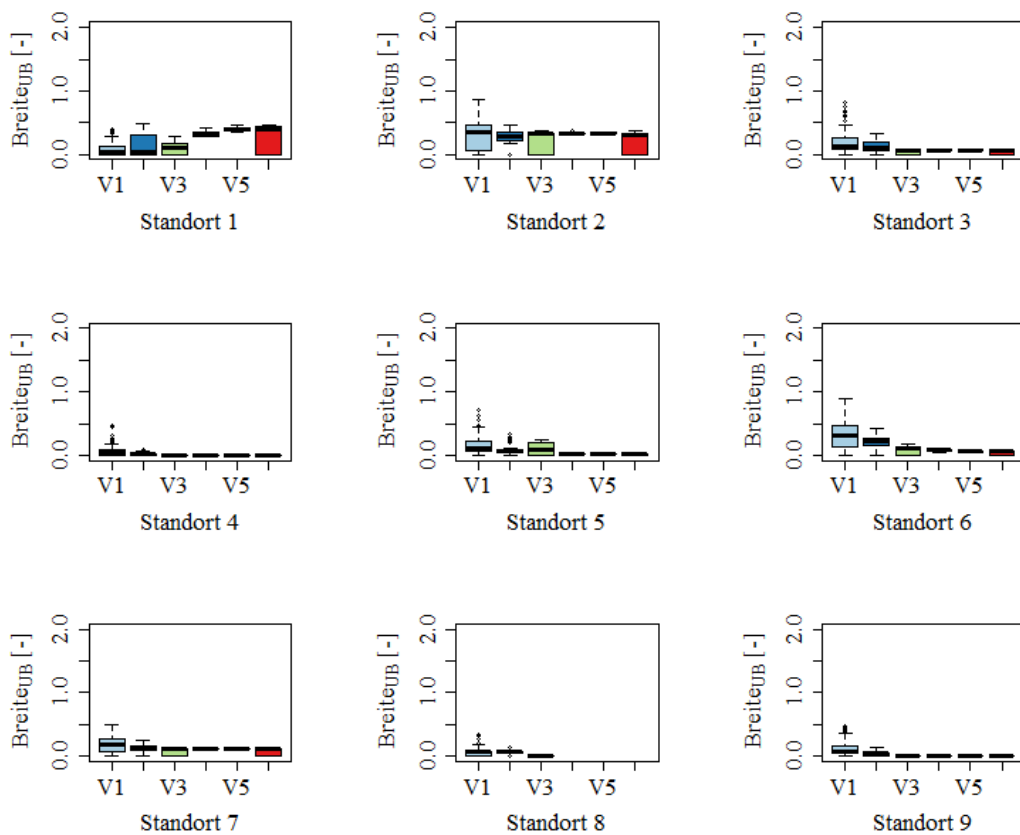 Breite_UB [-]
2.0
1.0
0.0
V1 V3 V5
Standort 1
Breite_UB [-]
2.0
1.0
0.0
V1 V3 V5
Standort 2
Breite_UB [-]
2.0
1.0
0.0
V1 V3 V5
Standort 3
Breite_UB [-]
2.0
1.0
0.0
V1 V3 V5
Standort 4
Breite_UB [-]
2.0
1.0
0.0
V1 V3 V5
Standort 5
Breite_UB [-]
2.0
1.0
0.0
V1 V3 V5
Standort 6
Breite_UB [-]
2.0
1.0
0.0
V1 V3 V5
Standort 7
Breite_UB [-]
2.0
1.0
0.0
V1 V3 V5
Standort 8
Breite_UB [-]
2.0
1.0
0.0
V1 V3 V5
Standort 9